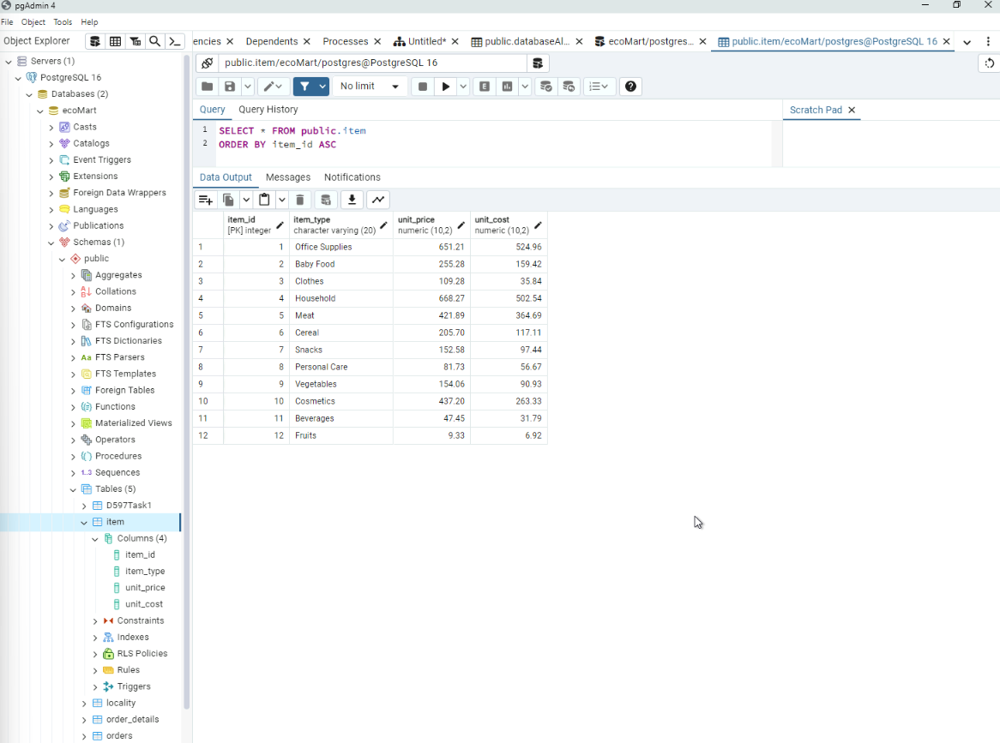 pgAdmin 4
File Object Tools Help
Object Explorer
encies Dependents Processes Untitled* public.databaseAl... ecoMart/postgres... public.item/ecoMart/postgres@PostgreSQL 16
public.item/ecoMart/postgres@PostgreSQL 16
No limit
E
Query Query History
Scratch Pad
1 SELECT * FROM public.item
2 ORDER BY item_id ASC
Data Output Messages Notifications
item_id item_type unit_price unit_cost
[PK] integer character varying (20) numeric (10,2) numeric (10,2)
1 1 Office Supplies 651.21 524.96
2 2 Baby Food 255.28 159.42
3 3 Clothes 109.28 35.84
4 4 Household 668.27 502.54
5 5 Meat 421.89 364.69
6 6 Cereal 205.70 117.11
7 7 Snacks 152.58 97.44
8 8 Personal Care 81.73 56.67
9 9 Vegetables 154.06 90.93
10 10 Cosmetics 437.20 263.33
11 11 Beverages 47.45 31.79
12 12 Fruits 9.33 6.92
Servers (1)
PostgreSQL 16
Databases (2)
ecoMart
Casts
Catalogs
Event Triggers
Extensions
Foreign Data Wrappers
Languages
Publications
Schemas (1)
public
Aggregates
Collations
Domains
FTS Configurations
FTS Dictionaries
Aa FTS Parsers
FTS Templates
Foreign Tables
Functions
Materialized Views
Operators
Procedures
1..3 Sequences
Tables (5)
D597Task1
item
Columns (4)
item_id
item_type
unit_price
unit_cost
Constraints
Indexes
RLS Policies
Rules
Triggers
locality
order_details
orders